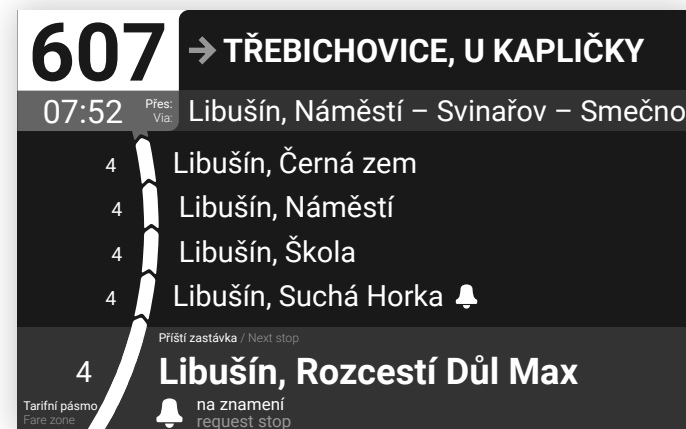 607 → TŘEBICHOVICE, U KAPLIČKY
07:52 Přes: Libušín, Náměstí – Svinařov – Smečno
Via:
4 Libušín, Černá zem
4 Libušín, Náměstí
4 Libušín, Škola
4 Libušín, Suchá Horka
Příští zastávka / Next stop
4 Libušín, Rozcestí Důl Max
Tarifní pásmo na znamení
Fare zone request stop